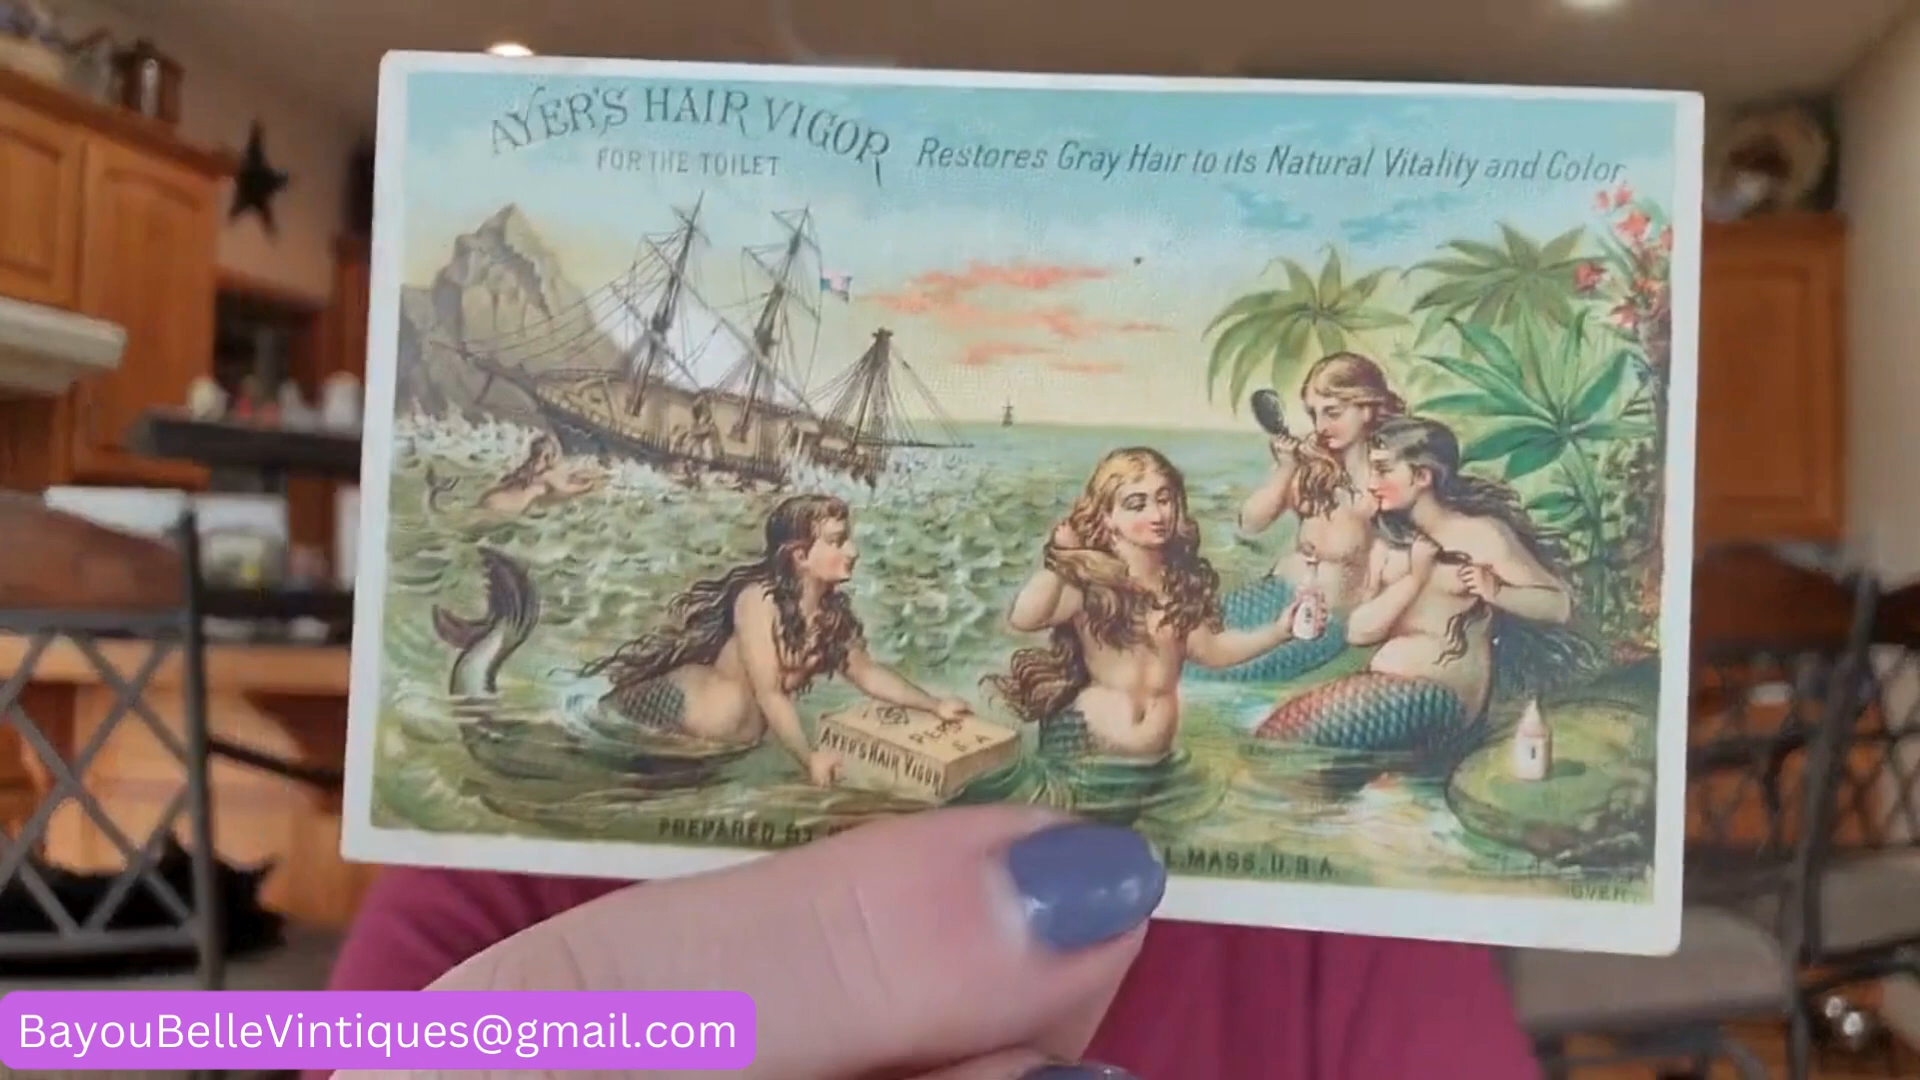 AYER'S HAIR VIGOR
FOR THE TOILET
Restores Gray Hair to its Natural Vitality and Color.
AYER'S HAIR VIGOR
PREPARED BY
L, MASS. U.S.A.
OVER.
BayouBelleVintiques@gmail.com